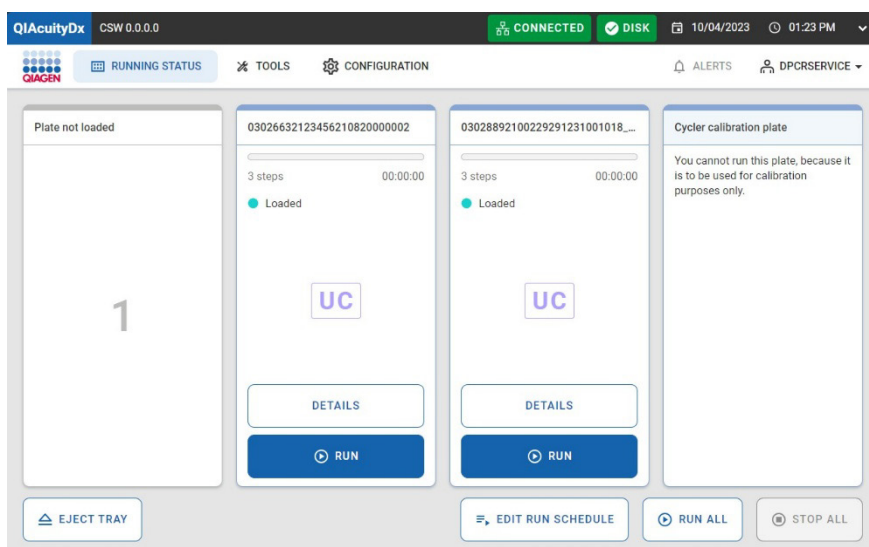 QIAcuityDx CSW 0.0.0.0 CONNECTED DISK 10/04/2023 01:23 PM
QIAGEN RUNNING STATUS TOOLS CONFIGURATION ALERTS DPCRSERVICE
Plate not loaded
1
03026632123456210820000002
3 steps 00:00:00
Loaded
UC
DETAILS
RUN
03028892100229291231001018_...
3 steps 00:00:00
Loaded
UC
DETAILS
RUN
Cycler calibration plate
You cannot run this plate, because it
is to be used for calibration
purposes only.
EJECT TRAY EDIT RUN SCHEDULE RUN ALL STOP ALL